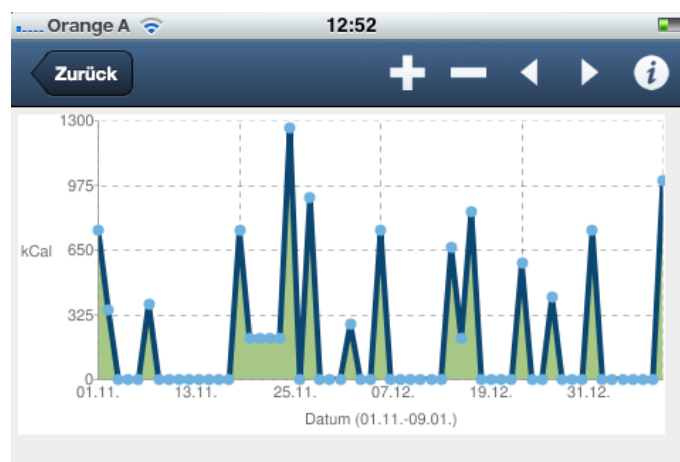 Orange A 12:52
Zurück
1300
975
kCal 650
325
0
01.11. 13.11. 25.11. 07.12. 19.12. 31.12.
Datum (01.11.-09.01.)